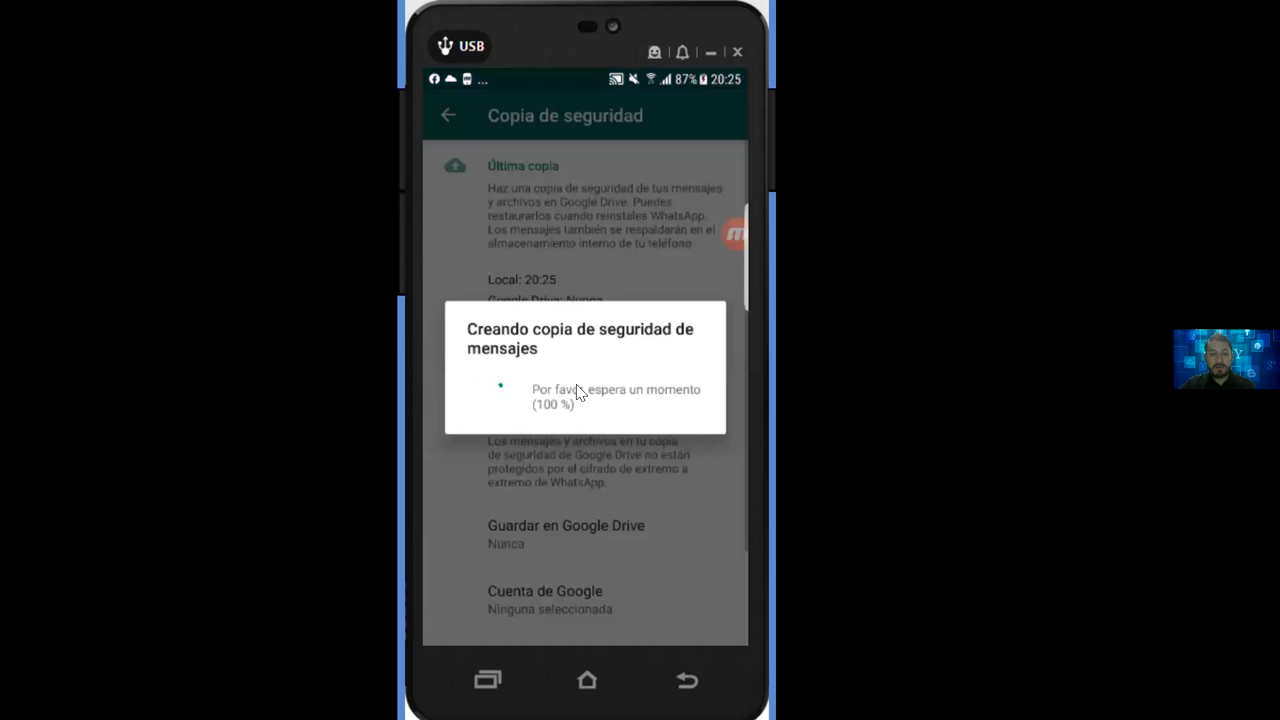 USB
... 87% 20:25
Copia de seguridad
Última copia
Haz una copia de seguridad de tus mensajes
y archivos en Google Drive. Puedes
restaurarlos cuando reinstales WhatsApp.
Los mensajes también se respaldarán en el
almacenamiento interno de tu teléfono
Local: 20:25
Google Drive: Nunca
Creando copia de seguridad de
mensajes
Por favor espera un momento
(100 %)
Los mensajes y archivos en tu copia
de seguridad de Google Drive no están
protegidos por el cifrado de extremo a
extremo de WhatsApp.
Guardar en Google Drive
Nunca
Cuenta de Google
Ninguna seleccionada